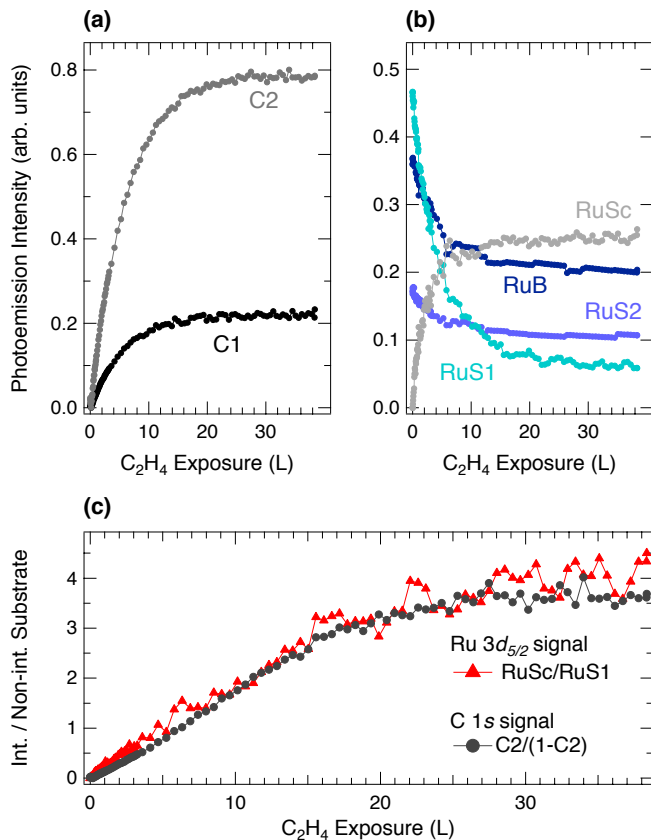 (a)
(b)
Photoemission Intensity (arb. units)
0.8
0.6
0.4
0.2
0.0
C2
C1
0 10 20 30
C₂H₄ Exposure (L)
0.5
0.4
0.3
0.2
0.1
0.0
RuSc
RuB
RuS2
RuS1
0 10 20 30
C₂H₄ Exposure (L)
(c)
Int. / Non-int. Substrate
4
3
2
1
0
Ru 3d5/2 signal
RuSc/RuS1
C 1s signal
C2/(1-C2)
0 10 20 30
C₂H₄ Exposure (L)